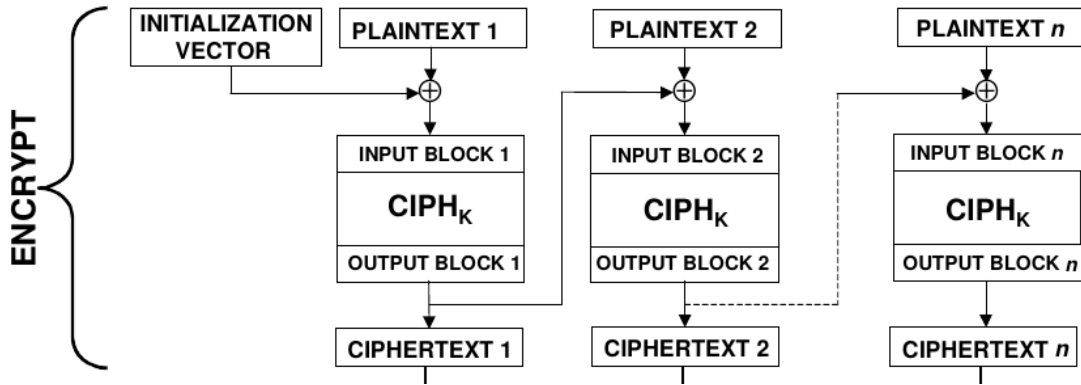 ENCRYPT
INITIALIZATION
VECTOR
PLAINTEXT 1
PLAINTEXT 2
PLAINTEXT n
INPUT BLOCK 1
INPUT BLOCK 2
INPUT BLOCK n
CIPHK
CIPHK
CIPHK
OUTPUT BLOCK 1
OUTPUT BLOCK 2
OUTPUT BLOCK n
CIPHERTEXT 1
CIPHERTEXT 2
CIPHERTEXT n